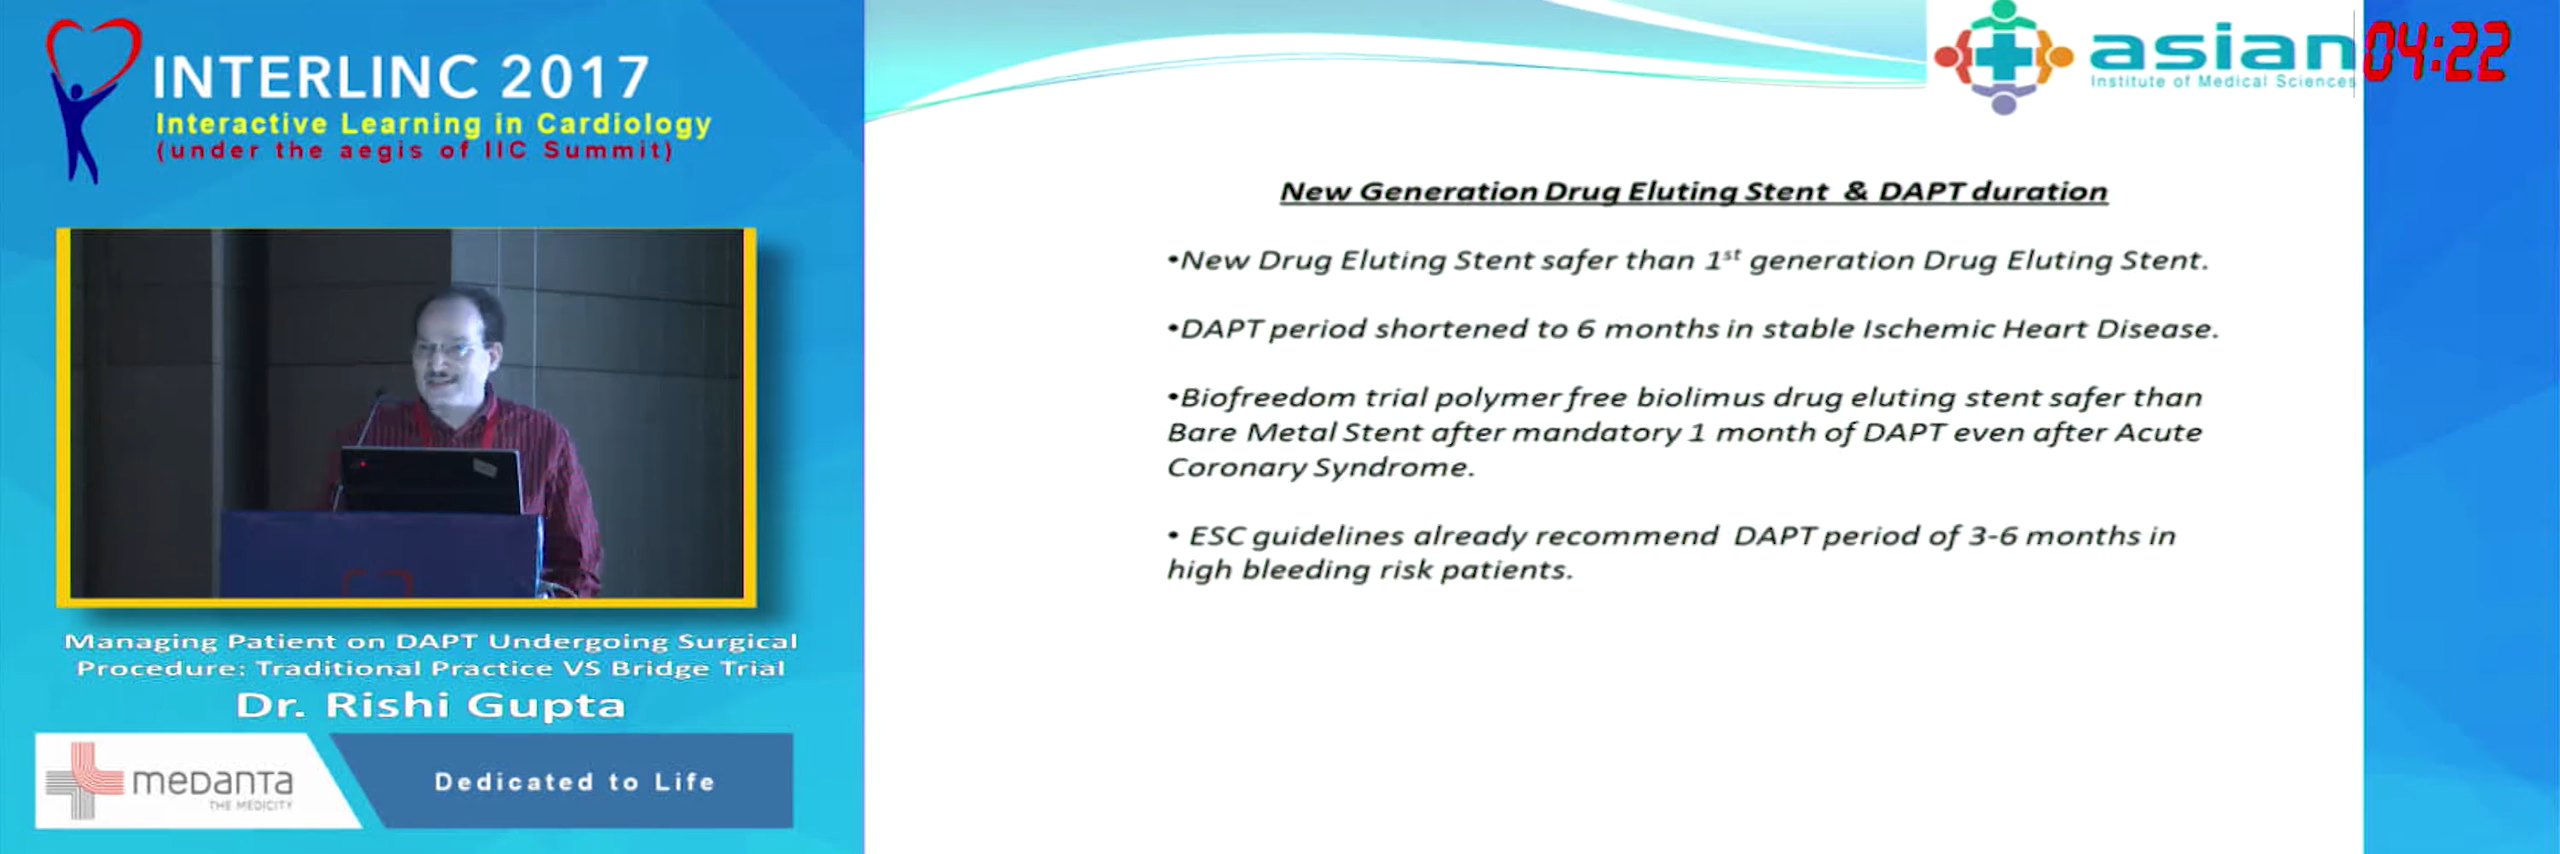 INTERLINC 2017
Interactive Learning in Cardiology
(under the aegis of IIC Summit)
Managing Patient on DAPT Undergoing Surgical
Procedure: Traditional Practice VS Bridge Trial
Dr. Rishi Gupta
meDanTa
THE MEDICITY
Dedicated to Life
asian
Institute of Medical Sciences
04:22
New Generation Drug Eluting Stent & DAPT duration
•New Drug Eluting Stent safer than 1st generation Drug Eluting Stent.
•DAPT period shortened to 6 months in stable Ischemic Heart Disease.
•Biofreedom trial polymer free biolimus drug eluting stent safer than
Bare Metal Stent after mandatory 1 month of DAPT even after Acute
Coronary Syndrome.
• ESC guidelines already recommend DAPT period of 3-6 months in
high bleeding risk patients.